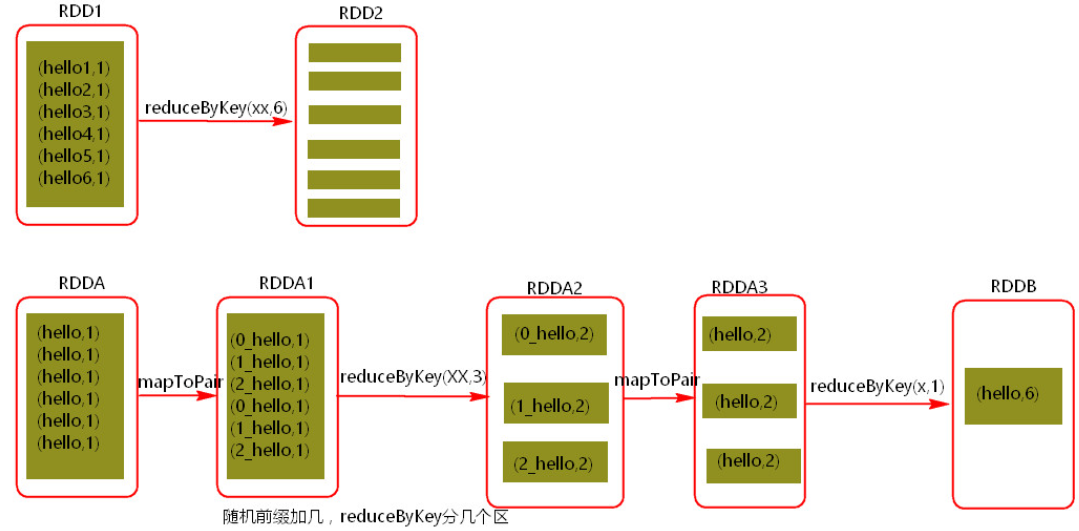 RDD1
RDD2
(hello1,1)
(hello2,1)
(hello3,1)
(hello4,1)
(hello5,1)
(hello6,1)
reduceByKey(xx,6)
RDDA
RDDA1
RDDA2
RDDA3
RDDB
(hello,1)
(hello,1)
(hello,1)
(hello,1)
(hello,1)
(hello,1)
mapToPair
(0_hello,1)
(1_hello,1)
(2_hello,1)
(0_hello,1)
(1_hello,1)
(2_hello,1)
reduceByKey(XX,3)
(0_hello,2)
(1_hello,2)
(2_hello,2)
mapToPair
(hello,2)
(hello,2)
(hello,2)
reduceByKey(x,1)
(hello,6)
随机前缀加几，reduceByKey分几个区